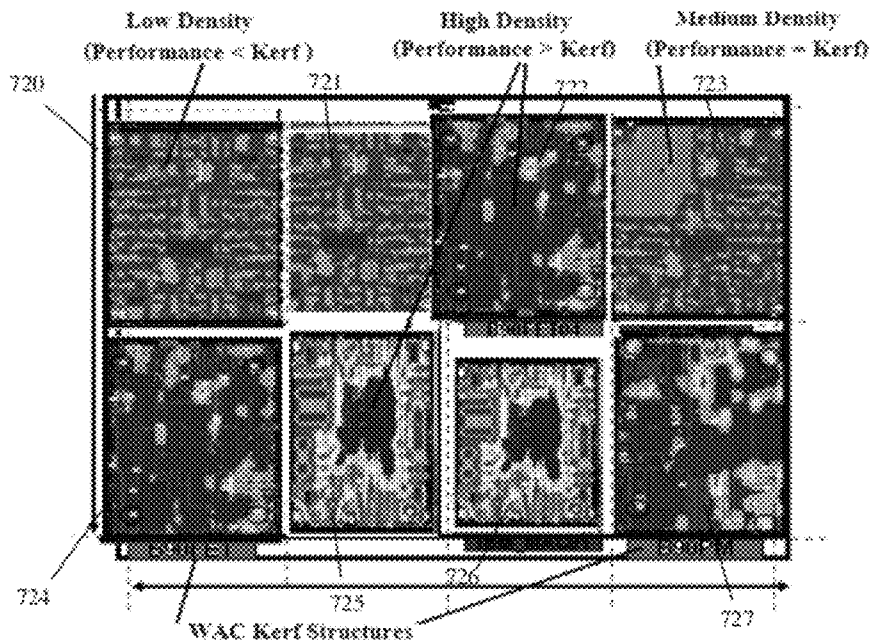 Low Density
(Performance < Kerf )
High Density
(Performance > Kerf)
Medium Density
(Performance = Kerf)
720
721
722
723
724
725
726
727
WAC Kerf Structures